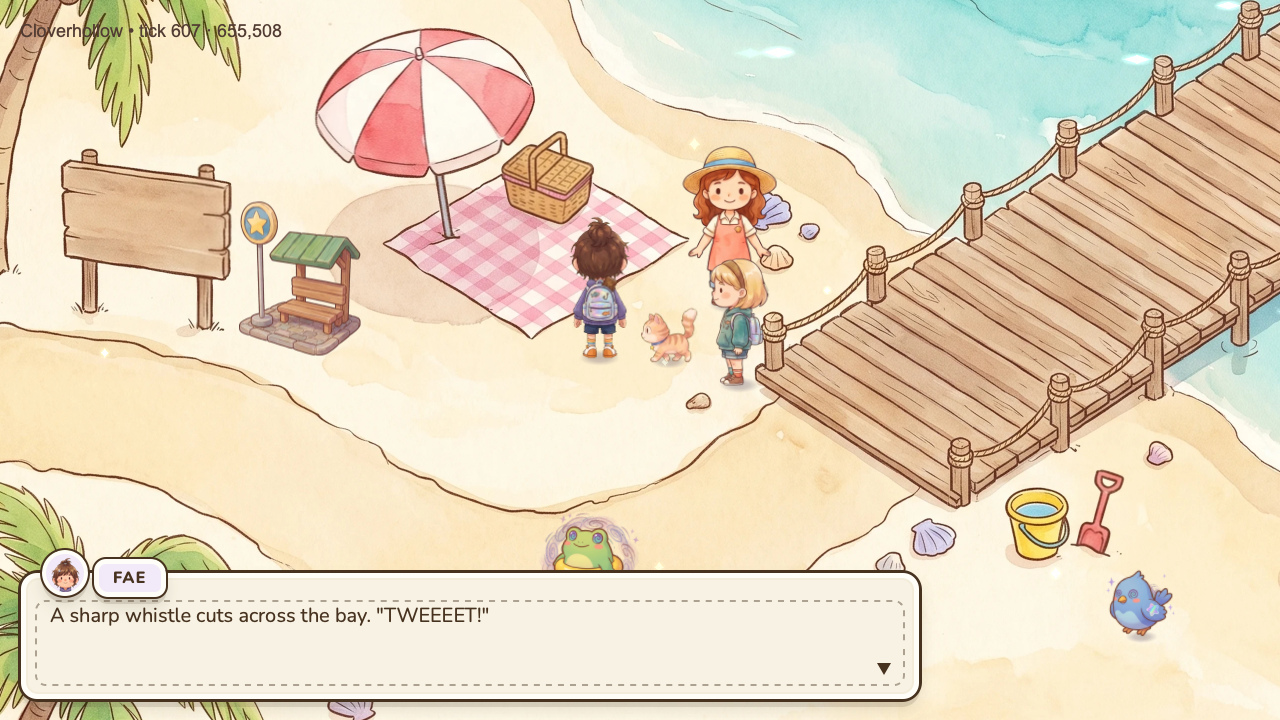 Cloverhollow • tick 607 · 655,508
FAE
A sharp whistle cuts across the bay. "TWEEEET!"